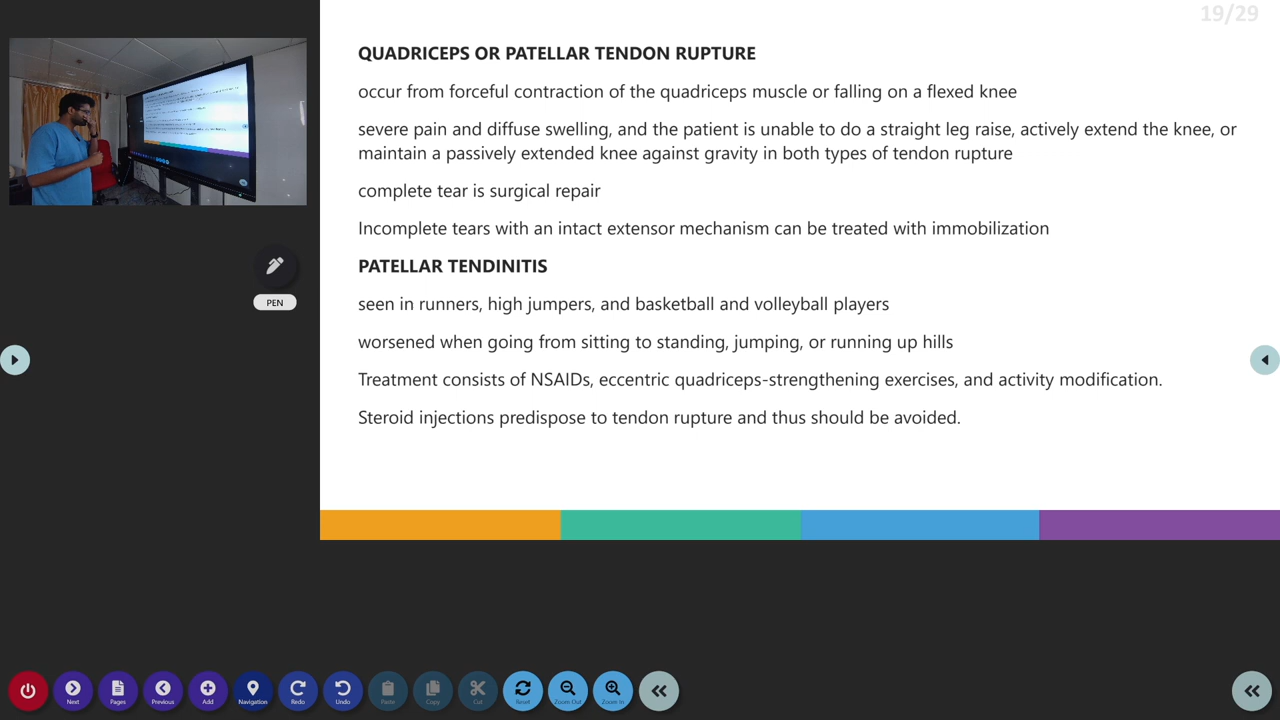 19/29
QUADRICEPS OR PATELLAR TENDON RUPTURE
occur from forceful contraction of the quadriceps muscle or falling on a flexed knee
severe pain and diffuse swelling, and the patient is unable to do a straight leg raise, actively extend the knee, or
maintain a passively extended knee against gravity in both types of tendon rupture
complete tear is surgical repair
Incomplete tears with an intact extensor mechanism can be treated with immobilization
PATELLAR TENDINITIS
seen in runners, high jumpers, and basketball and volleyball players
worsened when going from sitting to standing, jumping, or running up hills
Treatment consists of NSAIDs, eccentric quadriceps-strengthening exercises, and activity modification.
Steroid injections predispose to tendon rupture and thus should be avoided.
PEN
Next Pages Previous Add Navigation Redo Undo Paste Copy Cut Reset Zoom Out Zoom In